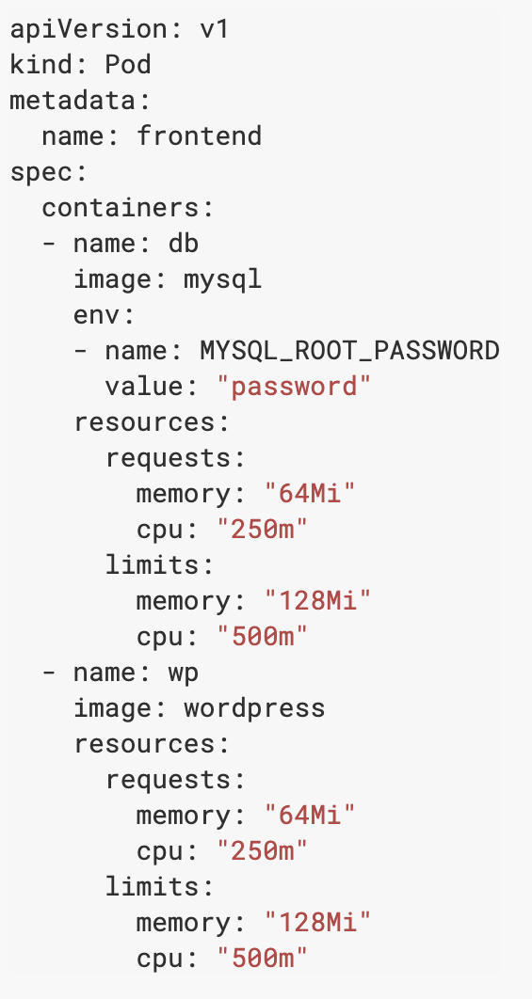 apiVersion: v1
kind: Pod
metadata:
  name: frontend
spec:
  containers:
  - name: db
    image: mysql
    env:
    - name: MYSQL_ROOT_PASSWORD
      value: "password"
    resources:
      requests:
        memory: "64Mi"
        cpu: "250m"
      limits:
        memory: "128Mi"
        cpu: "500m"
  - name: wp
    image: wordpress
    resources:
      requests:
        memory: "64Mi"
        cpu: "250m"
      limits:
        memory: "128Mi"
        cpu: "500m"